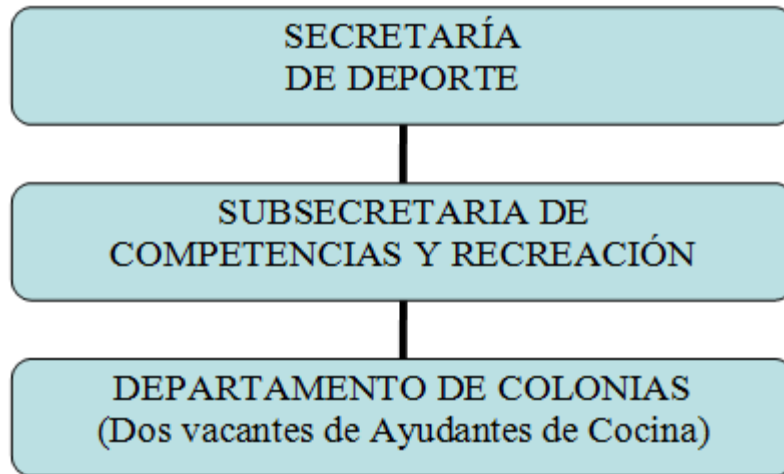 SECRETARÍA
DE DEPORTE
SUBSECRETARIA DE
COMPETENCIAS Y RECREACIÓN
DEPARTAMENTO DE COLONIAS
(Dos vacantes de Ayudantes de Cocina)